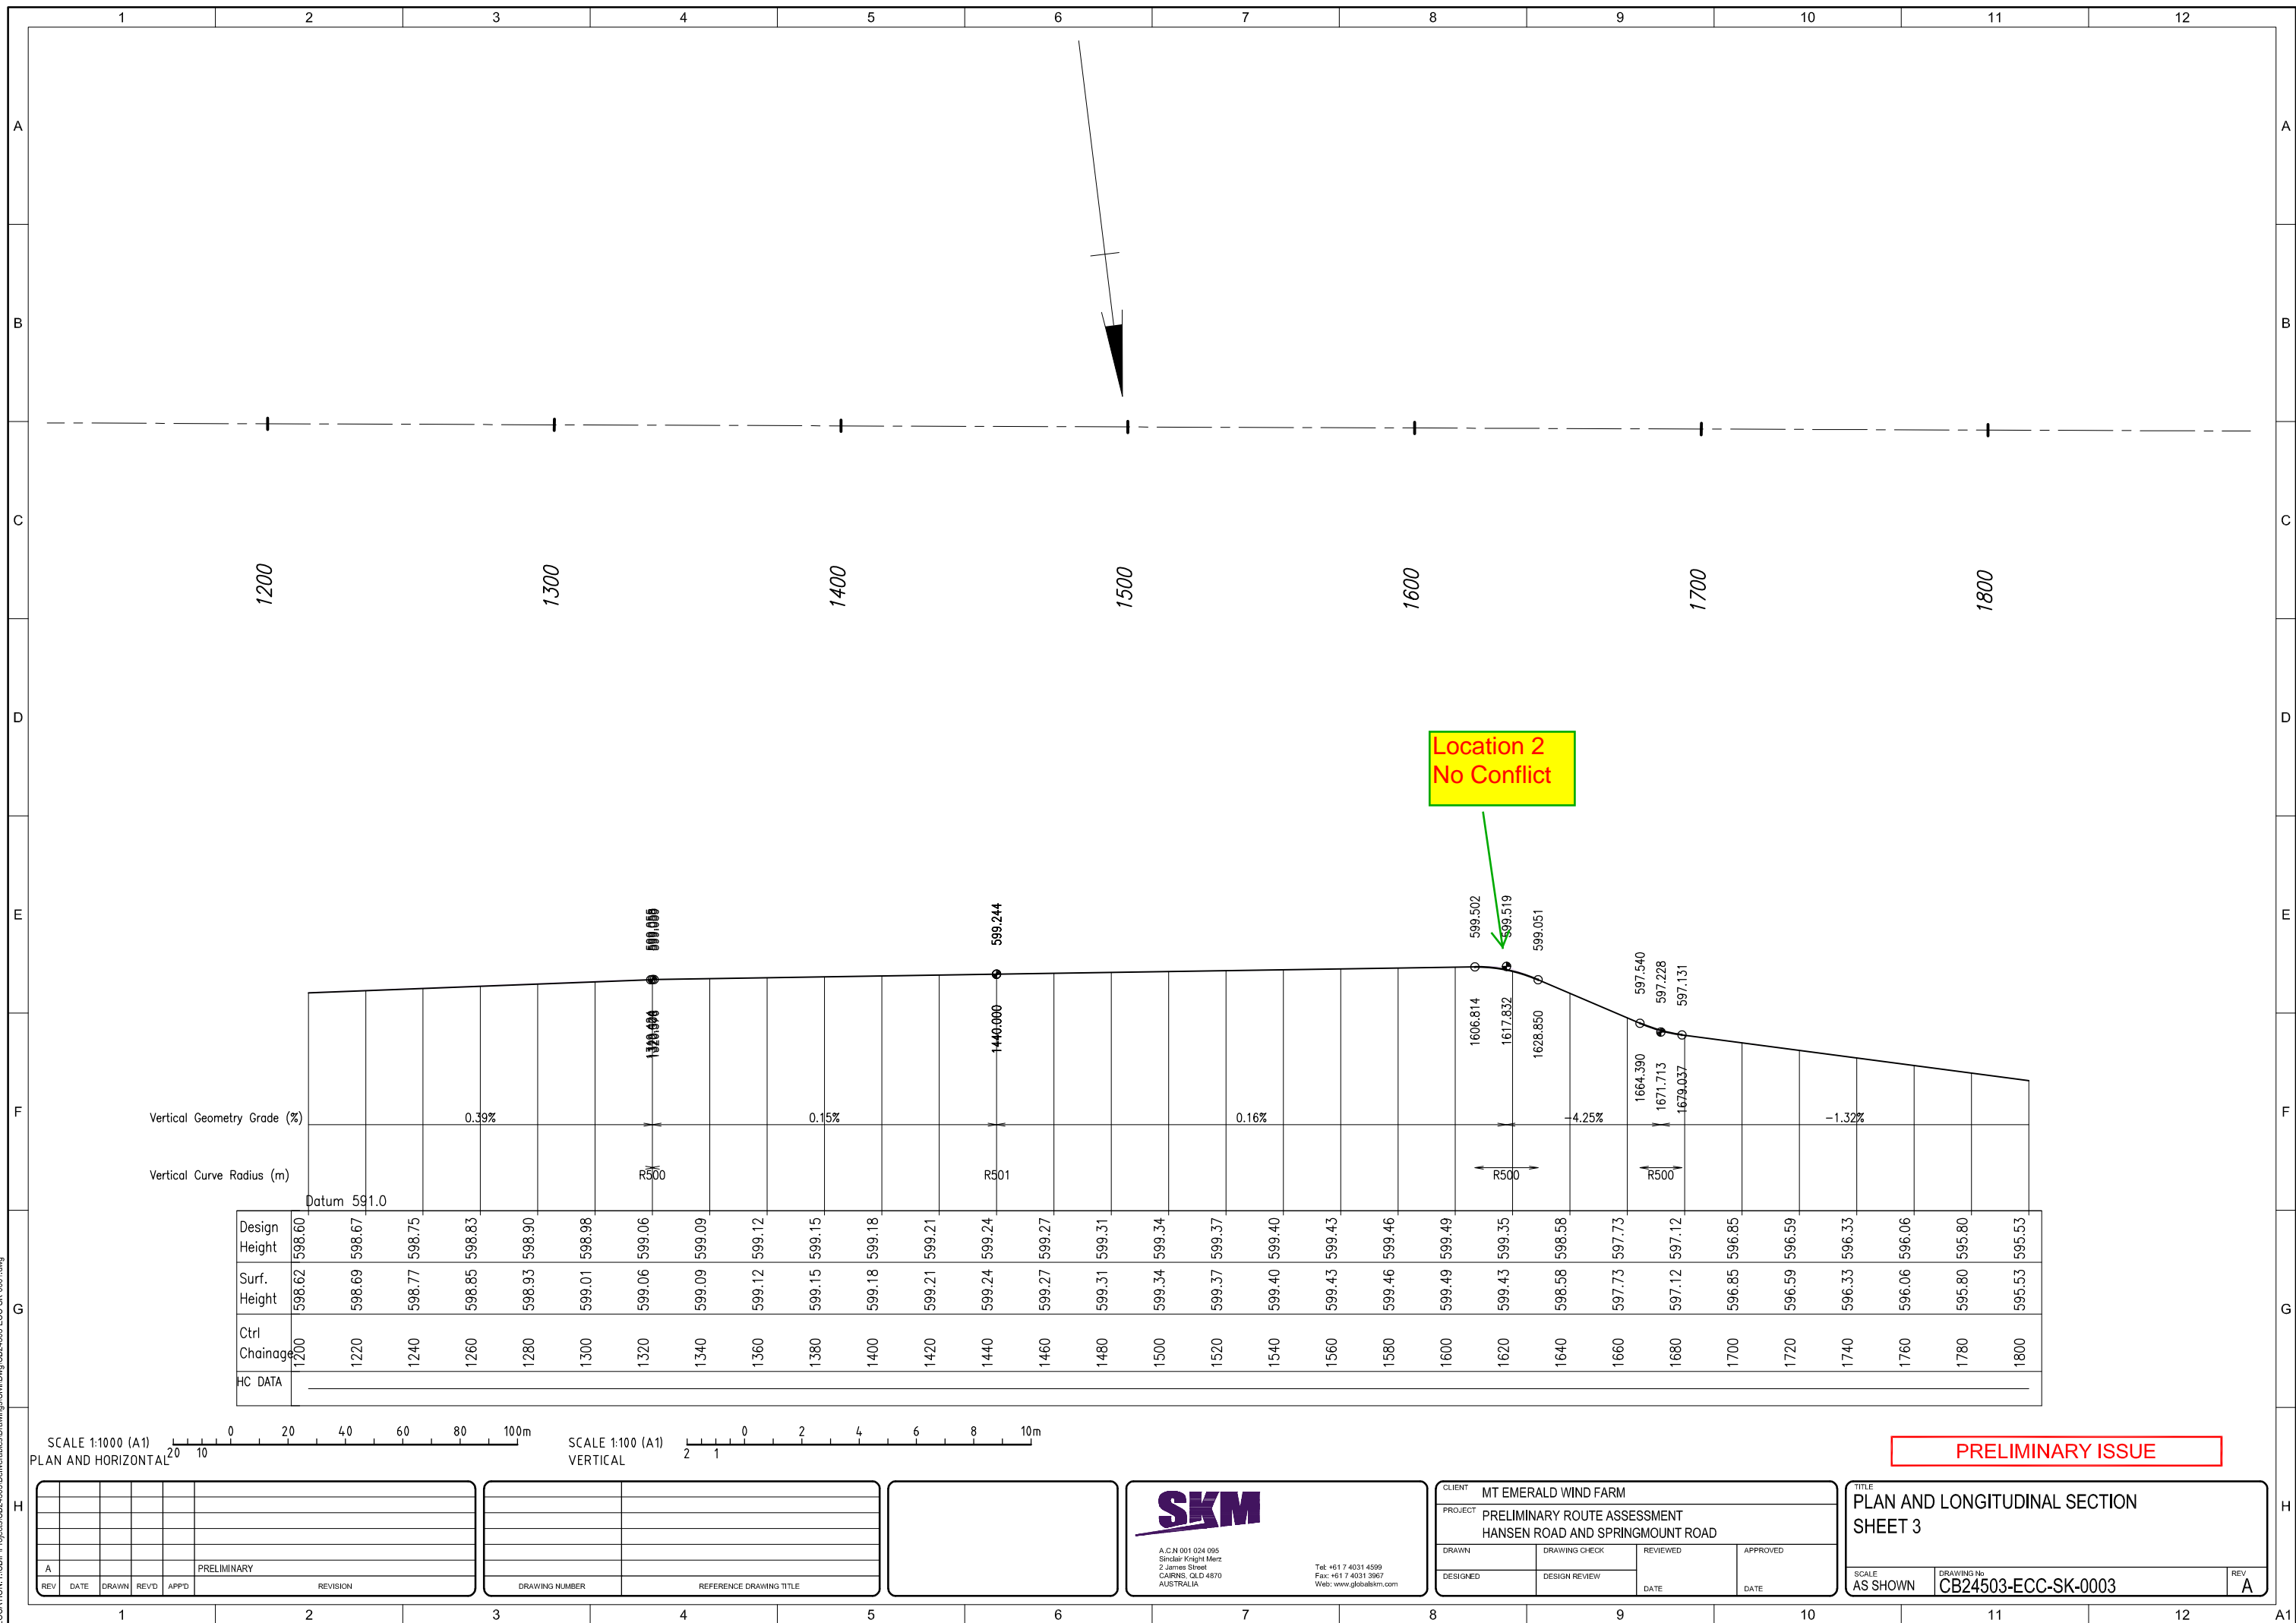 1 2 3 4 5 6 7 8 9 10 11 12
A A
B B
C C
D D
E E
F F
G G
H H
1200 1300 1400 1500 1600 1700 1800
Location 2
No Conflict
599.244 599.502 599.519 599.051 597.540 597.228 597.131
1440.000 1606.814 1617.832 1628.850 1664.390 1671.713 1679.037
Vertical Geometry Grade (%) 0.39% 0.15% 0.16% -4.25% -1.32%
Vertical Curve Radius (m) R500 R501 R500 R500
Datum 591.0
Design Height 598.60 598.67 598.75 598.83 598.90 598.98 599.06 599.09 599.12 599.15 599.18 599.21 599.24 599.27 599.31 599.34 599.37 599.40 599.43 599.46 599.49 599.35 598.58 597.73 597.12 596.85 596.59 596.33 596.06 595.80 595.53
Surf. Height 598.62 598.69 598.77 598.85 598.93 599.01 599.06 599.09 599.12 599.15 599.18 599.21 599.24 599.27 599.31 599.34 599.37 599.40 599.43 599.46 599.49 599.43 598.58 597.73 597.12 596.85 596.59 596.33 596.06 595.80 595.53
Ctrl Chainage 1200 1220 1240 1260 1280 1300 1320 1340 1360 1380 1400 1420 1440 1460 1480 1500 1520 1540 1560 1580 1600 1620 1640 1660 1680 1700 1720 1740 1760 1780 1800
HC DATA
SCALE 1:1000 (A1)
PLAN AND HORIZONTAL
20 10 0 20 40 60 80 100m
SCALE 1:100 (A1)
VERTICAL
2 1 0 2 4 6 8 10m
PRELIMINARY ISSUE
A PRELIMINARY
REV DATE DRAWN REV'D APP'D REVISION
DRAWING NUMBER REFERENCE DRAWING TITLE
SKM
A.C.N 001 024 095
Sinclair Knight Merz
2 James Street
CAIRNS, QLD 4870
AUSTRALIA
Tel: +61 7 4031 4599
Fax: +61 7 4031 3967
Web: www.globalskm.com
CLIENT MT EMERALD WIND FARM
PROJECT PRELIMINARY ROUTE ASSESSMENT
HANSEN ROAD AND SPRINGMOUNT ROAD
DRAWN DRAWING CHECK REVIEWED APPROVED
DESIGNED DESIGN REVIEW DATE DATE
TITLE
PLAN AND LONGITUDINAL SECTION
SHEET 3
SCALE AS SHOWN
DRAWING No CB24503-ECC-SK-0003
REV A
1 2 3 4 5 6 7 8 9 10 11 12 A1